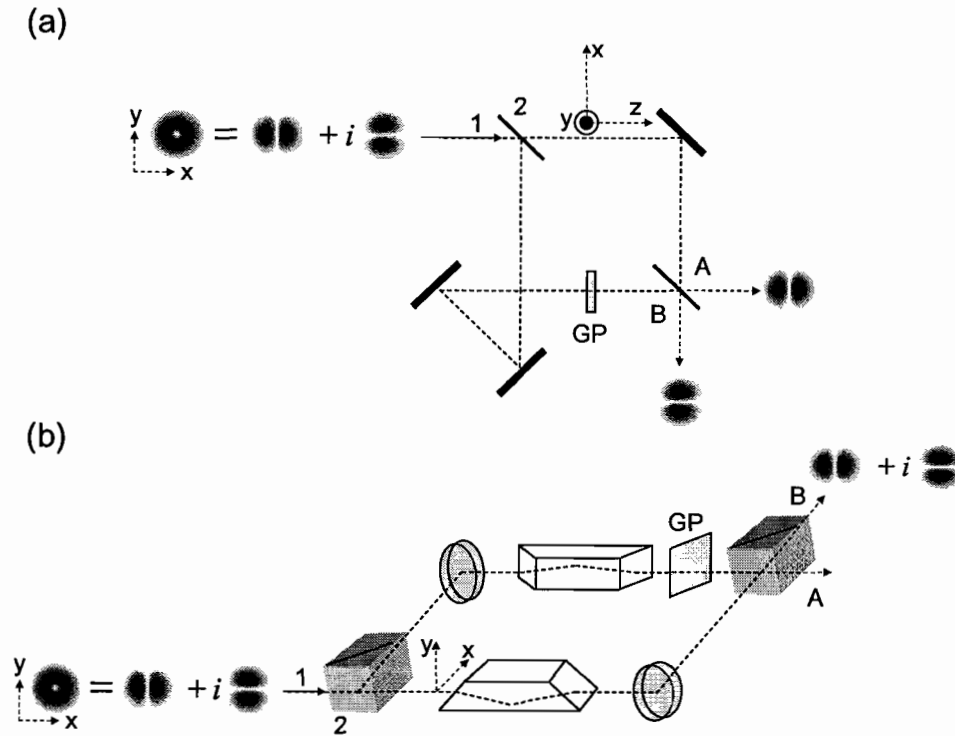 (a)
x
2
y
z
1
y
= + i
x
A
B
GP
(b)
+ i
B
GP
A
y
x
y
1
= + i
x
2